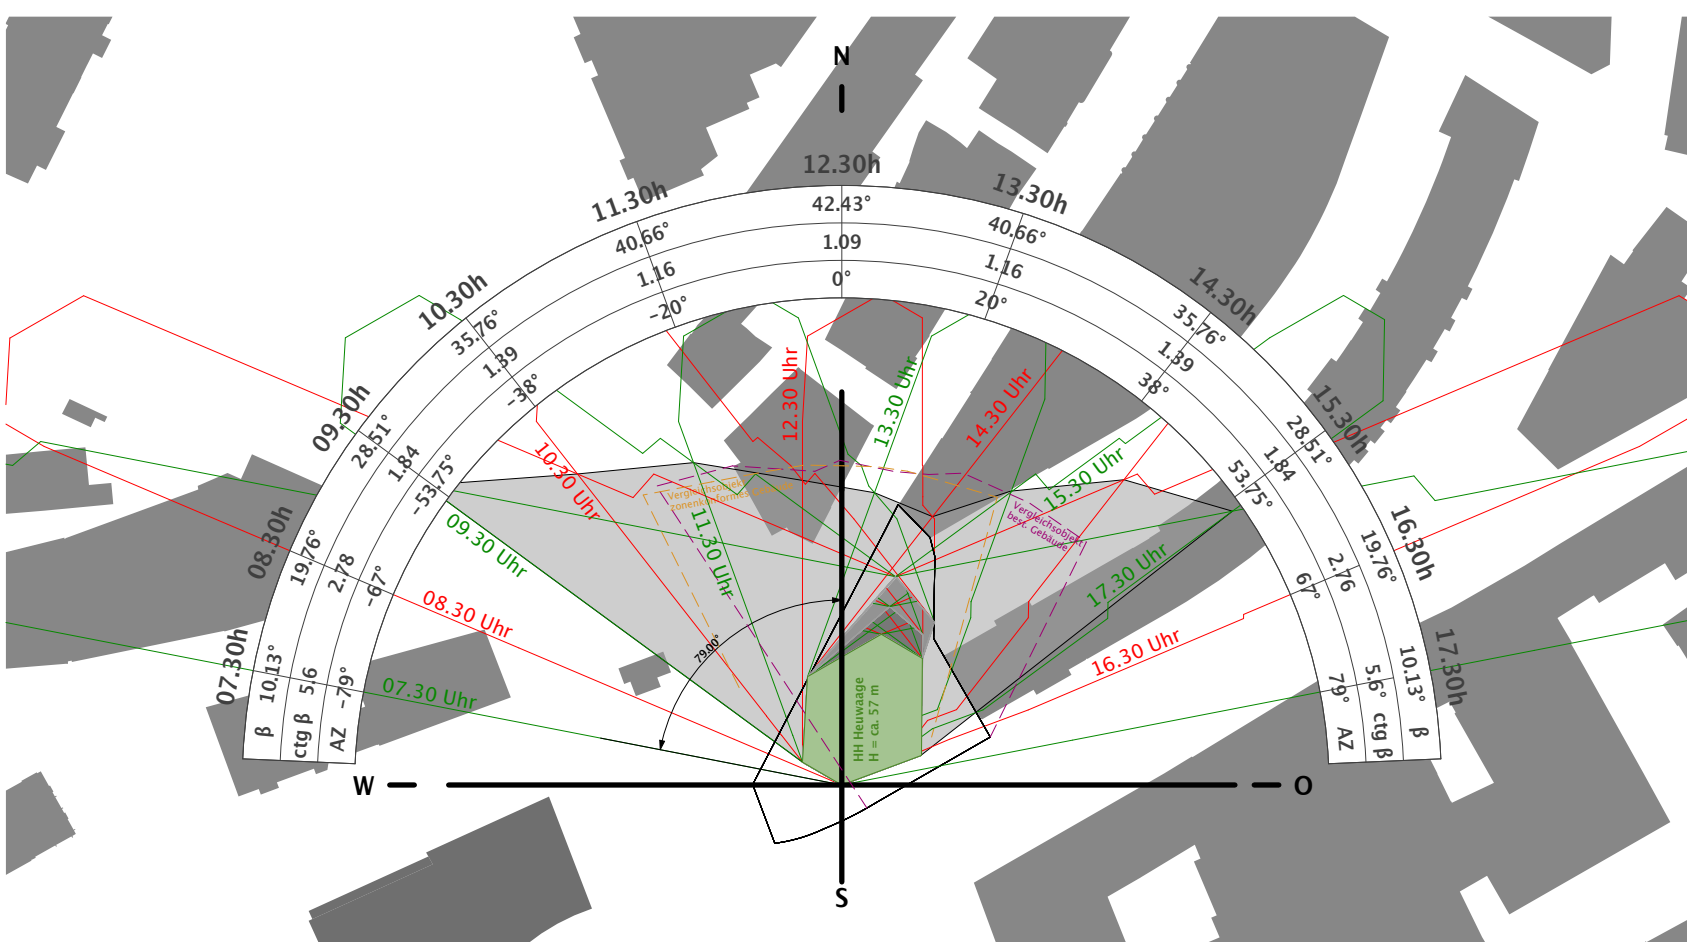 N
12.30h
42.43°
1.09
0°
11.30h
40.66°
1.16
-20°
13.30h
40.66°
1.16
20°
10.30h
35.76°
1.39
-38°
14.30h
35.76°
1.39
38°
09.30h
28.51°
1.84
-53.75°
15.30h
28.51°
1.84
53.75°
08.30h
19.76°
2.78
-67°
16.30h
19.76°
2.76
67°
07.30h
10.13°
5.6
-79°
17.30h
10.13°
5.6°
79°
β
ctg β
AZ
AZ
ctg β
β
12.30 Uhr
13.30 Uhr
14.30 Uhr
10.30 Uhr
15.30 Uhr
Vergleichsobjekt
zonenkonformes
Vergleichsobjekt
best. Gebäude
11.30 Uhr
09.30 Uhr
17.30 Uhr
08.30 Uhr
16.30 Uhr
79.00°
07.30 Uhr
HH Heuwaage
H = ca. 57 m
W
O
S